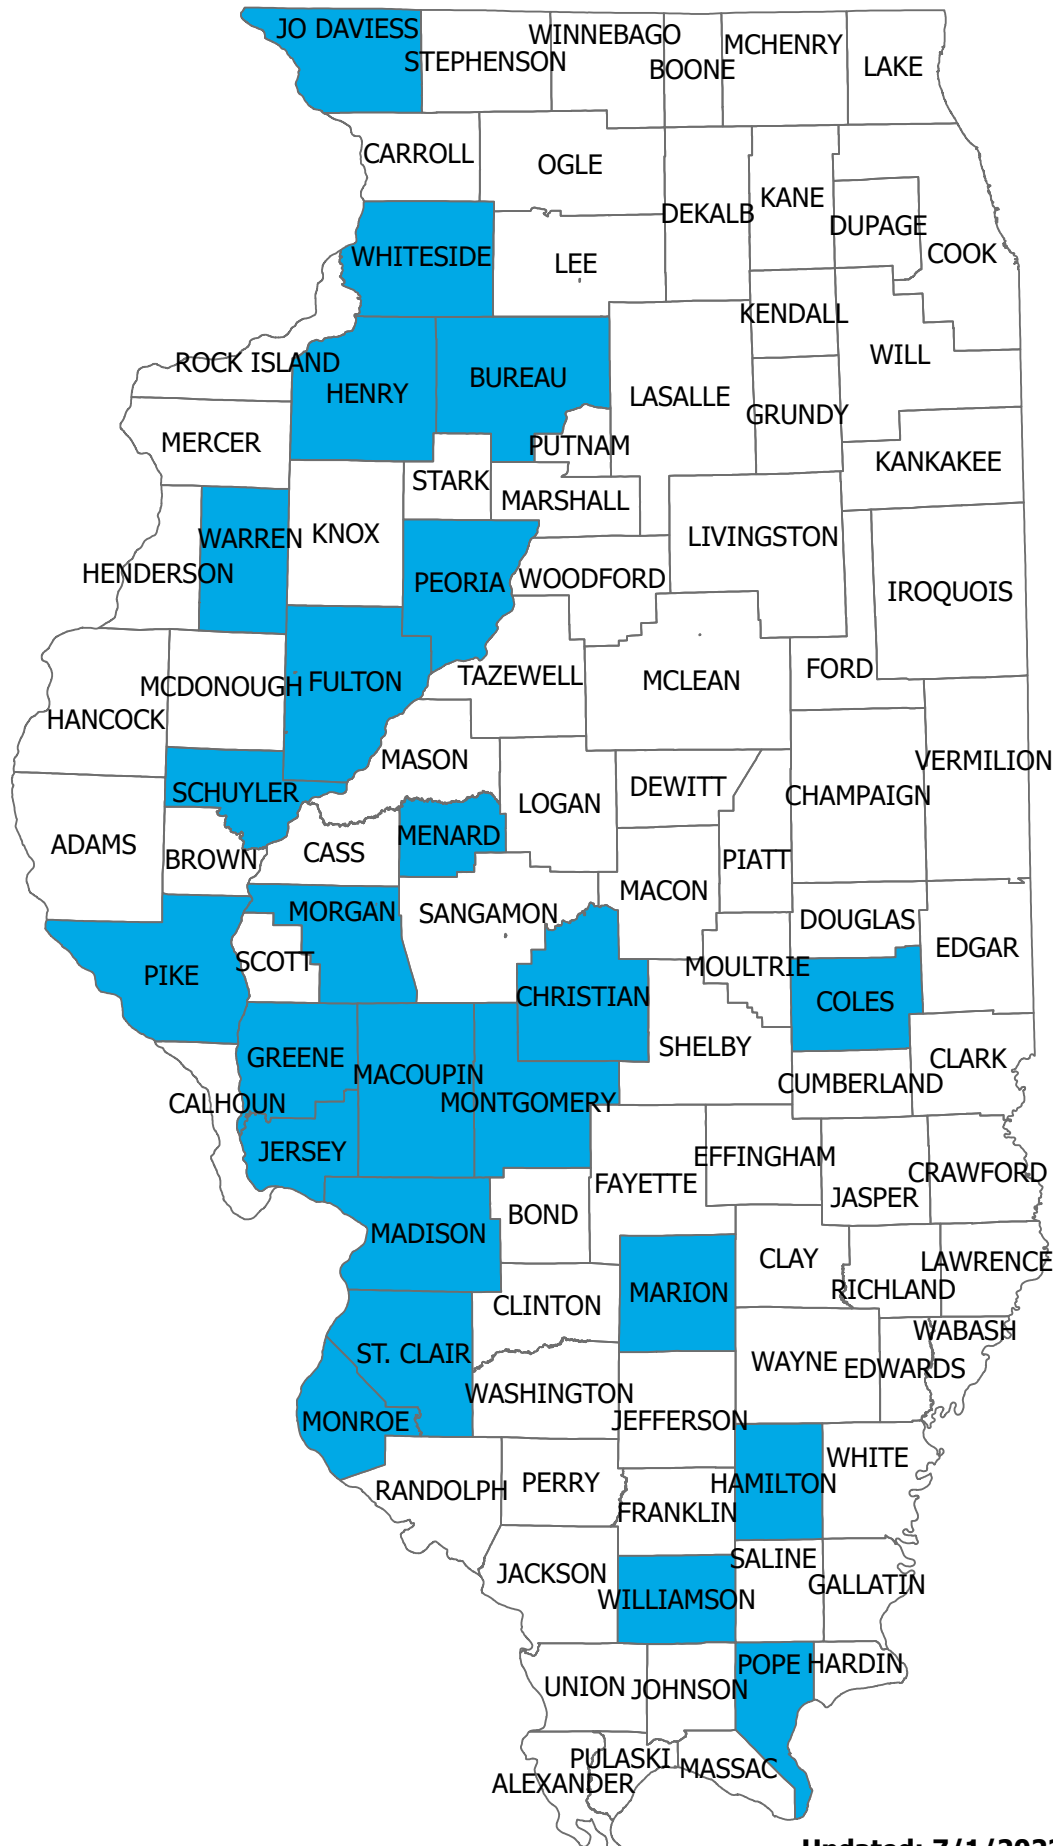 JO DAVIESS
STEPHENSON
WINNEBAGO
BOONE
MCHENRY
LAKE
CARROLL
OGLE
DEKALB
KANE
DUPAGE
COOK
WHITESIDE
LEE
KENDALL
WILL
ROCK ISLAND
HENRY
BUREAU
LASALLE
GRUNDY
MERCER
PUTNAM
KANKAKEE
STARK
MARSHALL
WARREN
KNOX
LIVINGSTON
HENDERSON
PEORIA
WOODFORD
IROQUOIS
HANCOCK
MCDONOUGH
FULTON
TAZEWELL
MCLEAN
FORD
MASON
VERMILION
SCHUYLER
LOGAN
DEWITT
CHAMPAIGN
ADAMS
BROWN
CASS
MENARD
PIATT
MACON
MORGAN
SANGAMON
DOUGLAS
EDGAR
PIKE
SCOTT
CHRISTIAN
MOULTRIE
COLES
GREENE
MACOUPIN
SHELBY
CLARK
CALHOUN
MONTGOMERY
CUMBERLAND
JERSEY
FAYETTE
EFFINGHAM
JASPER
CRAWFORD
MADISON
BOND
CLAY
RICHLAND
LAWRENCE
CLINTON
MARION
WABASH
ST. CLAIR
WAYNE
EDWARDS
WASHINGTON
MONROE
JEFFERSON
RANDOLPH
PERRY
HAMILTON
WHITE
FRANKLIN
JACKSON
WILLIAMSON
SALINE
GALLATIN
UNION
JOHNSON
POPE
HARDIN
PULASKI
MASSAC
ALEXANDER
Updated: